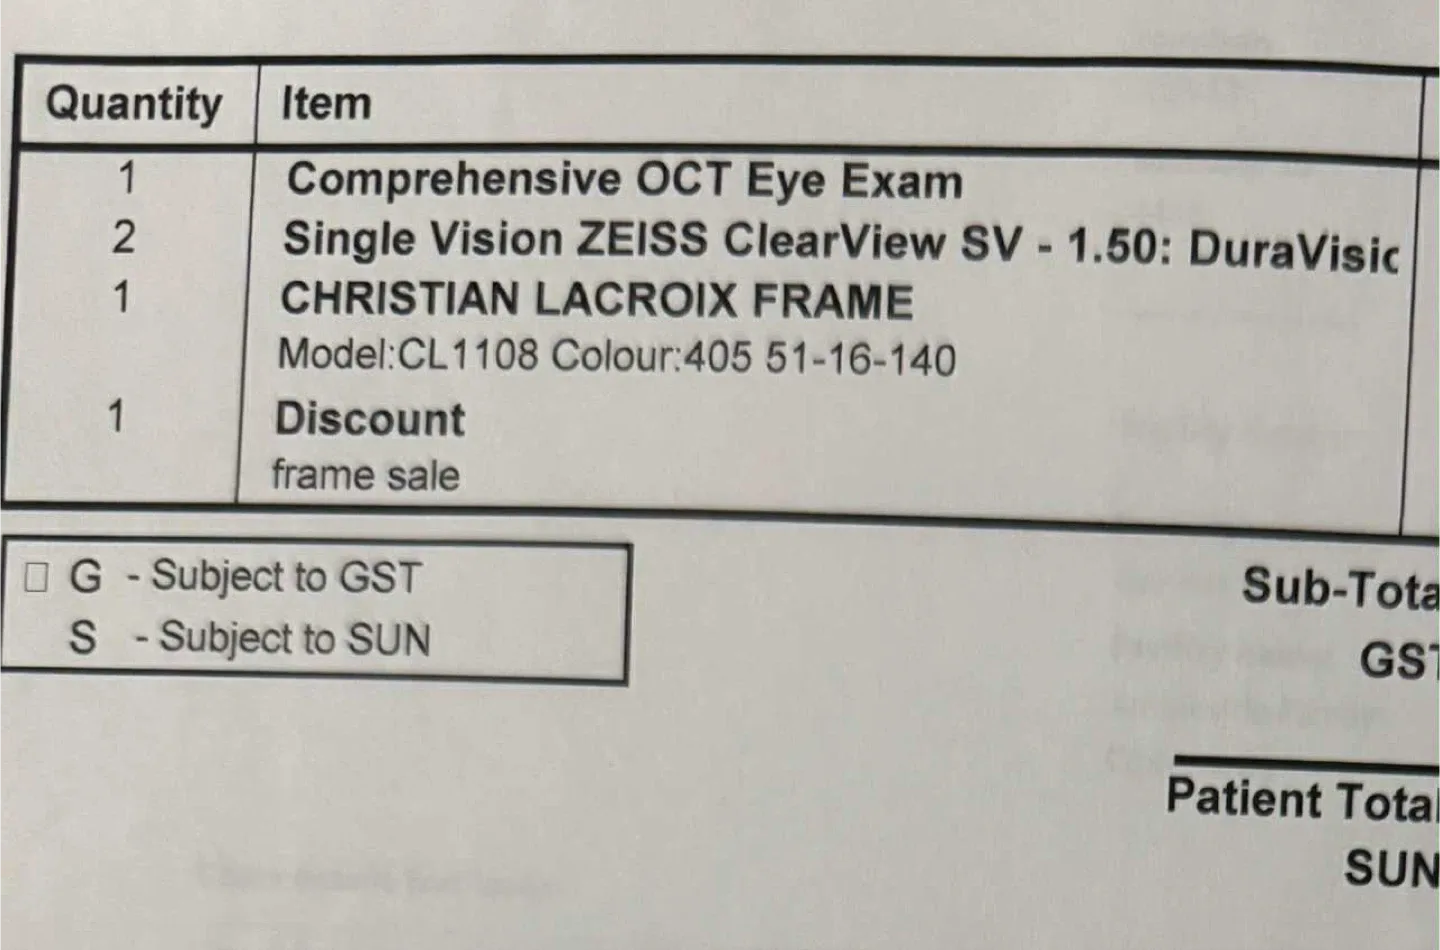 Quantity Item
1 Comprehensive OCT Eye Exam
2 Single Vision ZEISS ClearView SV - 1.50: DuraVisic
1 CHRISTIAN LACROIX FRAME
Model:CL1108 Colour:405 51-16-140
1 Discount
frame sale
G - Subject to GST
S - Subject to SUN
Sub-Tota
GST
Patient Total
SUN